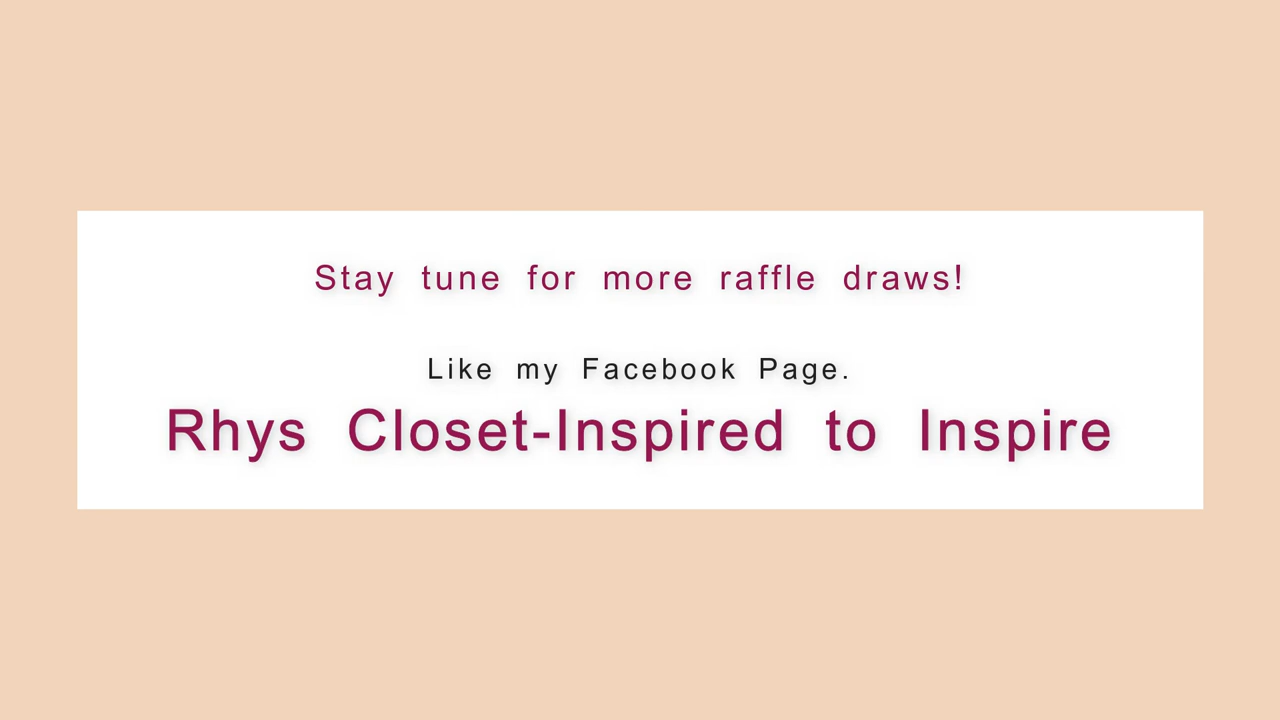 Stay tune for more raffle draws!
Like my Facebook Page.
Rhys Closet-Inspired to Inspire